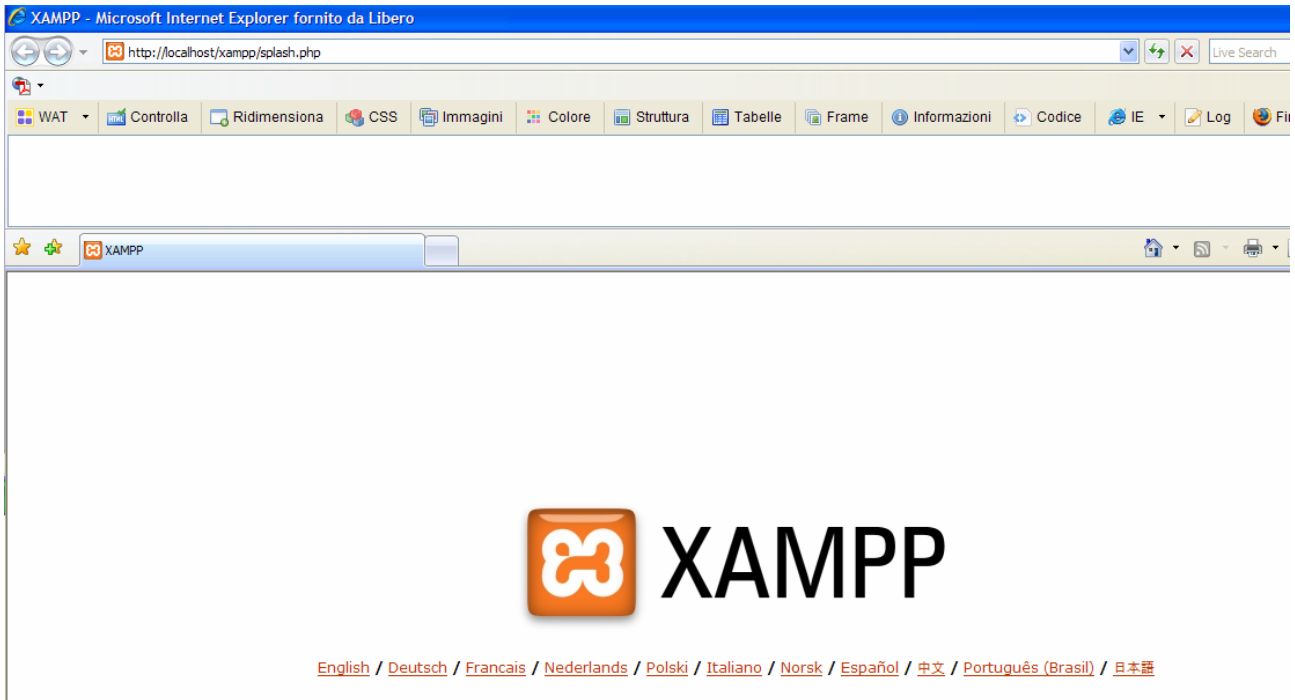 XAMPP - Microsoft Internet Explorer fornito da Libero
http://localhost/xampp/splash.php
Live Search
WAT Controlla Ridimensiona CSS Immagini Colore Struttura Tabelle Frame Informazioni Codice IE Log
XAMPP
XAMPP
English / Deutsch / Francais / Nederlands / Polski / Italiano / Norsk / Español / 中文 / Português (Brasil) / 日本語